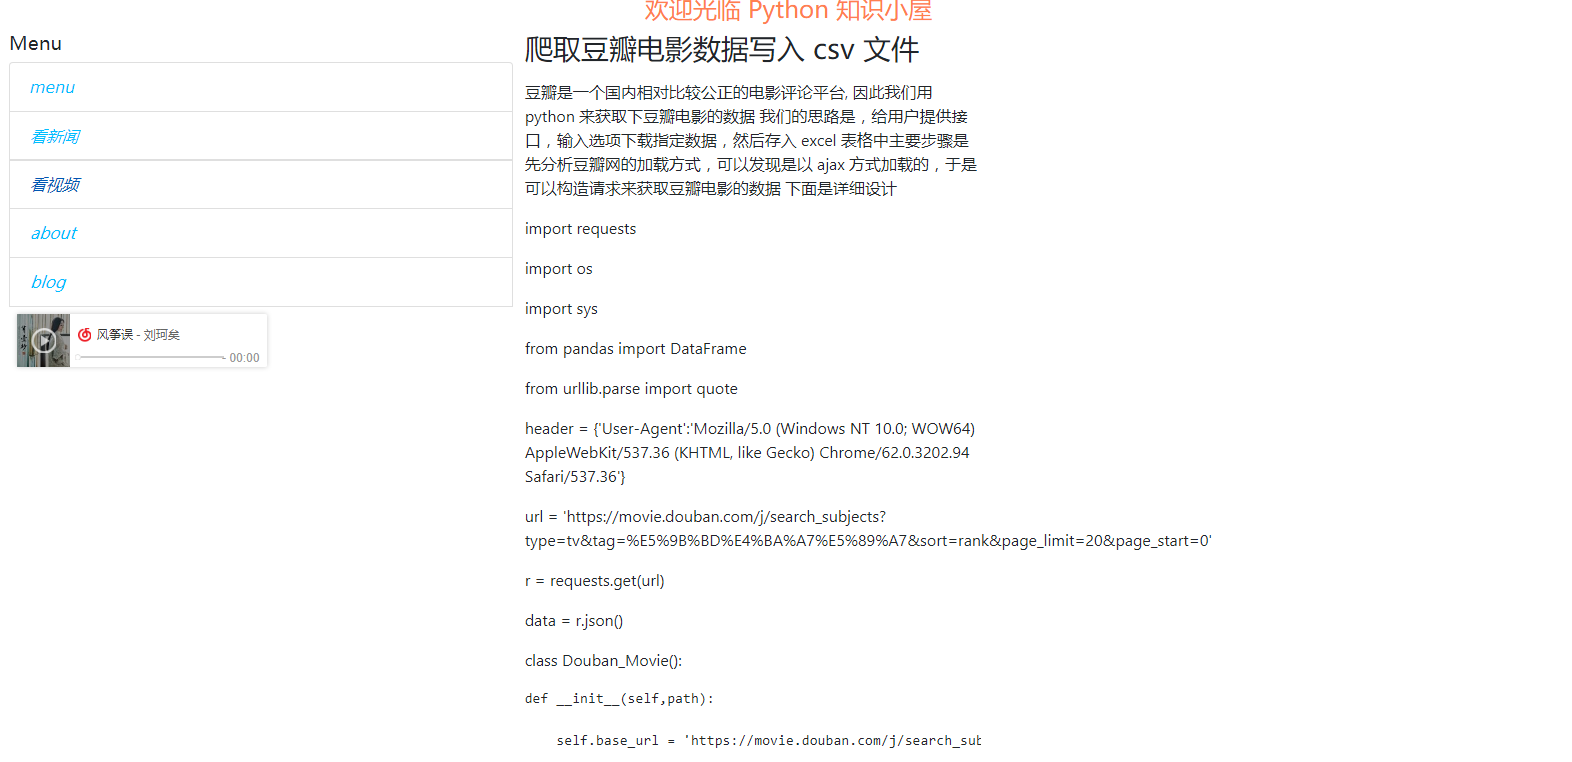 欢迎光临 Python 知识小屋
Menu
menu
看新闻
看视频
about
blog
风筝误 - 刘珂矣
00:00
爬取豆瓣电影数据写入 csv 文件
豆瓣是一个国内相对比较公正的电影评论平台, 因此我们用
python 来获取下豆瓣电影的数据 我们的思路是，给用户提供接
口，输入选项下载指定数据，然后存入 excel 表格中主要步骤是
先分析豆瓣网的加载方式，可以发现是以 ajax 方式加载的，于是
可以构造请求来获取豆瓣电影的数据 下面是详细设计
import requests
import os
import sys
from pandas import DataFrame
from urllib.parse import quote
header = {'User-Agent':'Mozilla/5.0 (Windows NT 10.0; WOW64)
AppleWebKit/537.36 (KHTML, like Gecko) Chrome/62.0.3202.94
Safari/537.36'}
url = 'https://movie.douban.com/j/search_subjects?
type=tv&tag=%E5%9B%BD%E4%BA%A7%E5%89%A7&sort=rank&page_limit=20&page_start=0'
r = requests.get(url)
data = r.json()
class Douban_Movie():
def __init__(self,path):
self.base_url = 'https://movie.douban.com/j/search_sub